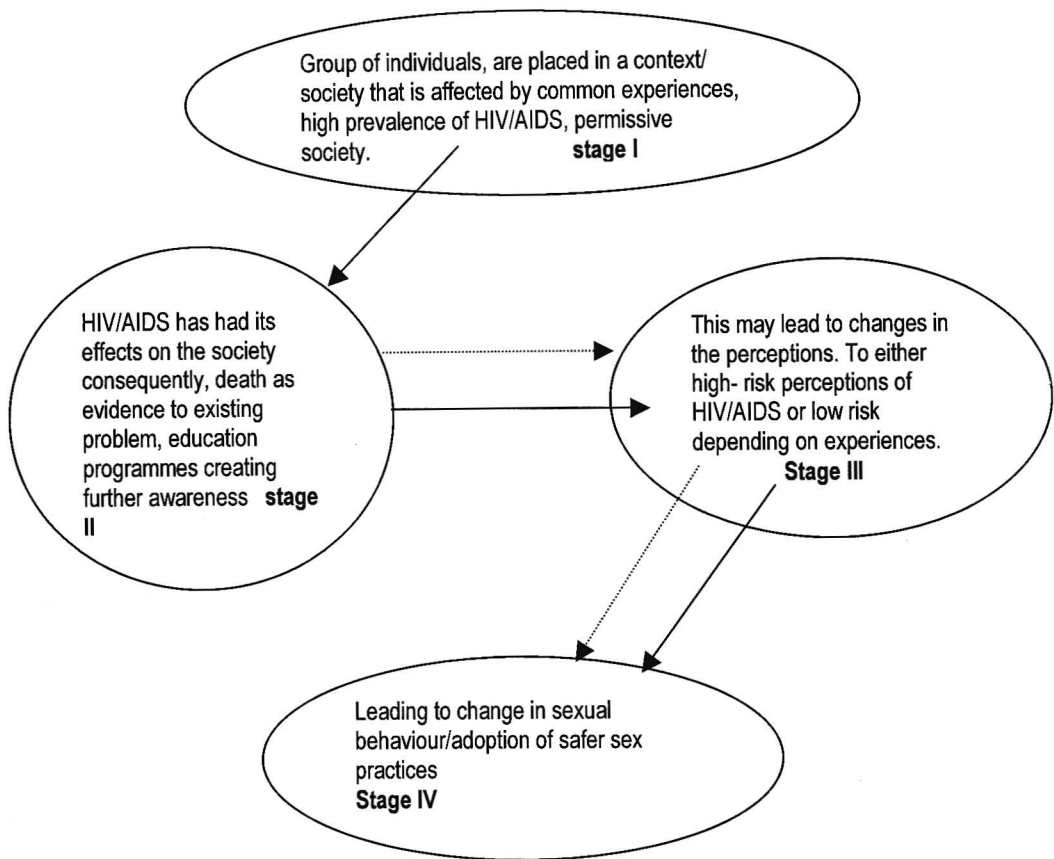 Group of individuals, are placed in a context/
society that is affected by common experiences,
high prevalence of HIV/AIDS, permissive
society. stage I
HIV/AIDS has had its
effects on the society
consequently, death as
evidence to existing
problem, education
programmes creating
further awareness stage
II
This may lead to changes in
the perceptions. To either
high- risk perceptions of
HIV/AIDS or low risk
depending on experiences.
Stage III
Leading to change in sexual
behaviour/adoption of safer sex
practices
Stage IV